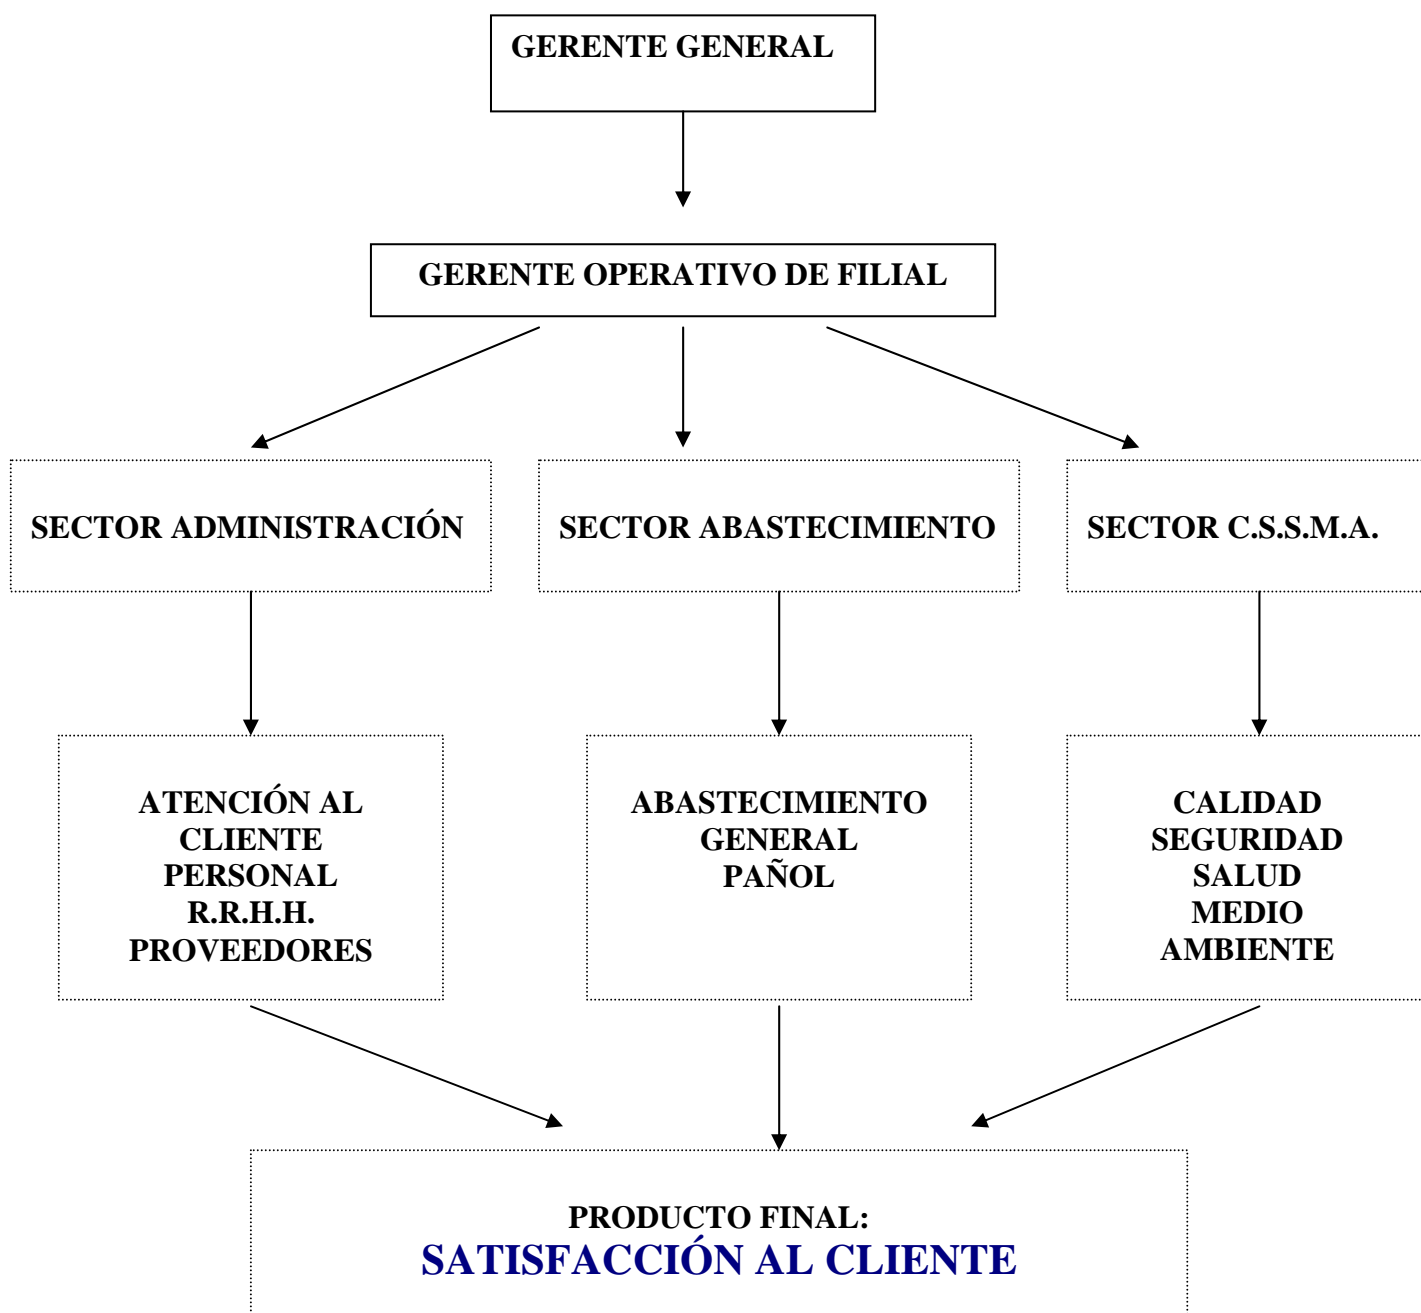 GERENTE GENERAL
GERENTE OPERATIVO DE FILIAL
SECTOR ADMINISTRACIÓN
SECTOR ABASTECIMIENTO
SECTOR C.S.S.M.A.
ATENCIÓN AL
CLIENTE
PERSONAL
R.R.H.H.
PROVEEDORES
ABASTECIMIENTO
GENERAL
PAÑOL
CALIDAD
SEGURIDAD
SALUD
MEDIO
AMBIENTE
PRODUCTO FINAL:
SATISFACCIÓN AL CLIENTE